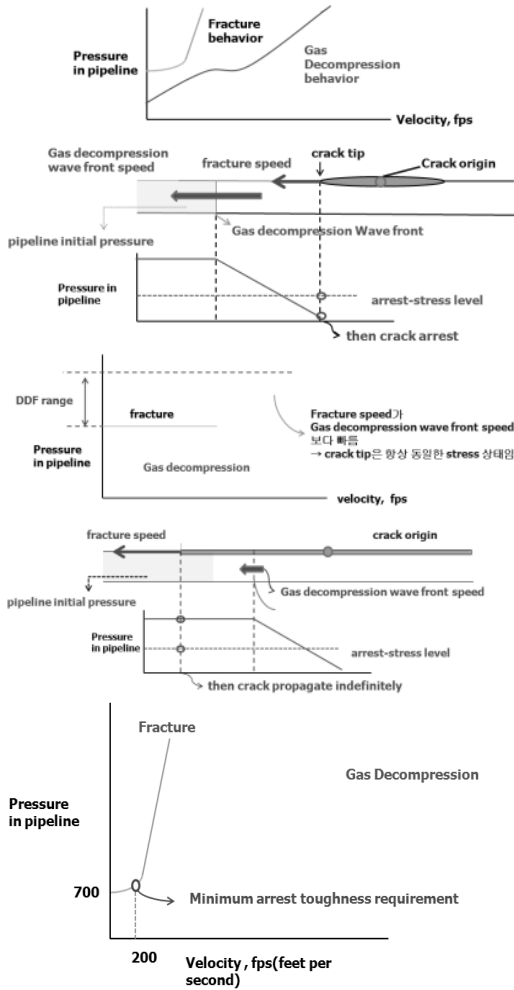 Fracture
behavior
Pressure
in pipeline
Gas
Decompression
behavior
Velocity, fps
Gas decompression
wave front speed
fracture speed
crack tip
Crack origin
pipeline initial pressure
Gas decompression Wave front
Pressure in
pipeline
arrest-stress level
then crack arrest
DDF range
fracture
Pressure
in pipeline
Gas decompression
Fracture speed가
Gas decompression wave front speed
보다 빠름
→ crack tip은 항상 동일한 stress 상태임
velocity, fps
fracture speed
crack origin
pipeline initial pressure
Gas decompression wave front speed
Pressure
in pipeline
arrest-stress level
then crack propagate indefinitely
Fracture
Gas Decompression
Pressure
in pipeline
700
Minimum arrest toughness requirement
200
Velocity , fps(feet per
second)